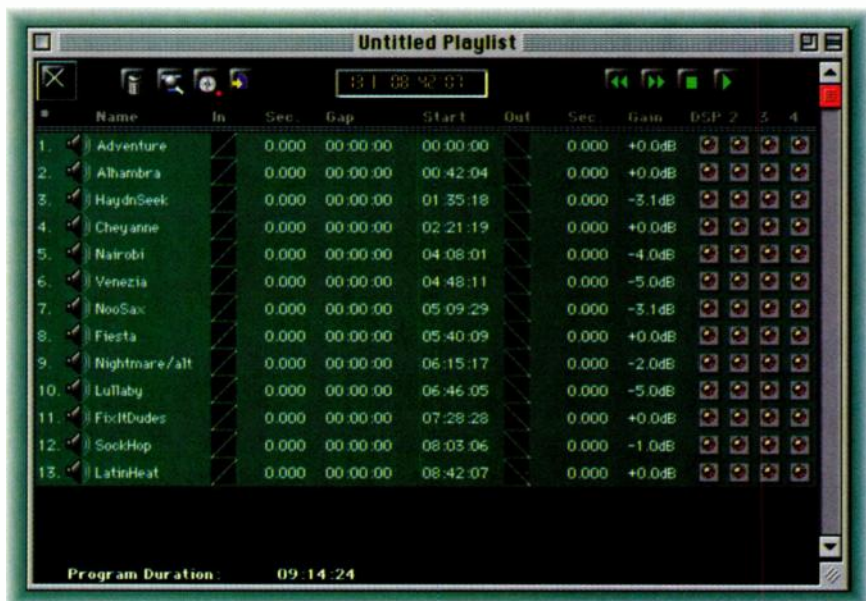 Untitled Playlist
13 | 08 42 07
# Name In Sec. Gap Start Out Sec Gain DSP 2 3 4
1. Adventure 0.000 00:00:00 00:00:00 0.000 +0.0dB
2. Alhambra 0.000 00:00:00 00:42:04 0.000 +0.0dB
3. HaydnSeek 0.000 00:00:00 01:35:18 0.000 -3.1dB
4. Cheyanne 0.000 00:00:00 02:21:19 0.000 +0.0dB
5. Nairobi 0.000 00:00:00 04:08:01 0.000 -4.0dB
6. Venezia 0.000 00:00:00 04:48:11 0.000 -5.0dB
7. NooSax 0.000 00:00:00 05:09:29 0.000 -3.1dB
8. Fiesta 0.000 00:00:00 05:40:09 0.000 +0.0dB
9. Nightmare/alt 0.000 00:00:00 06:15:17 0.000 -2.0dB
10. Lullaby 0.000 00:00:00 06:46:05 0.000 -5.0dB
11. FixItDudes 0.000 00:00:00 07:28:28 0.000 +0.0dB
12. SockHop 0.000 00:00:00 08:03:06 0.000 -1.0dB
13. LatinHeat 0.000 00:00:00 08:42:07 0.000 +0.0dB
Program Duration: 09:14:24